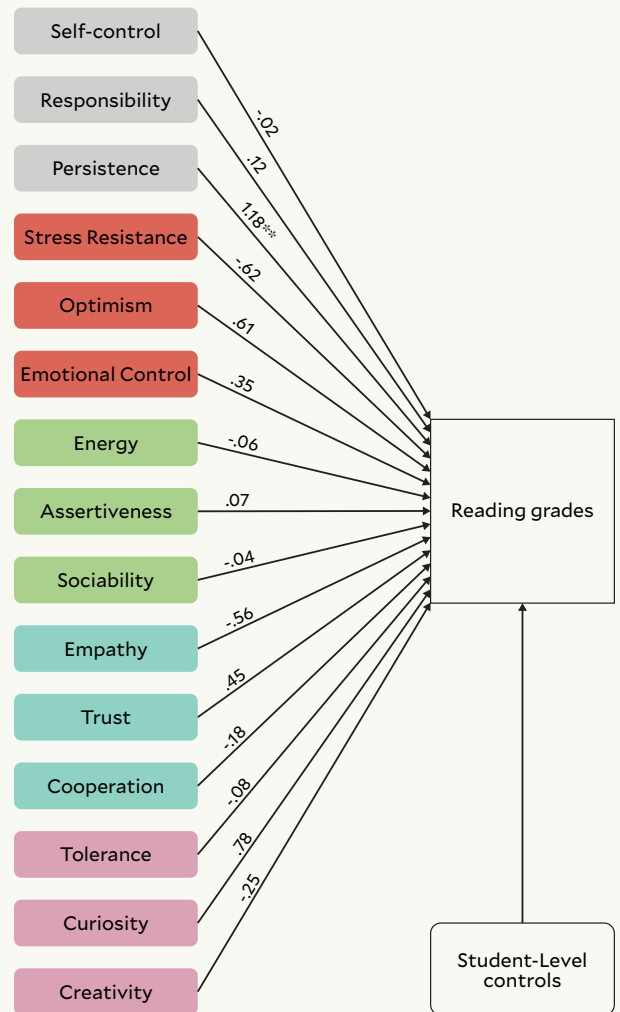 Self-control
-.02
Responsibility
.12
Persistence
1.18**
Stress Resistance
-.62
Optimism
.61
Emotional Control
.35
Energy
-.06
Assertiveness
.07
Reading grades
Sociability
-.04
Empathy
-.56
Trust
.45
Cooperation
-.18
Tolerance
-.08
Curiosity
.78
Creativity
-.25
Student-Level
controls